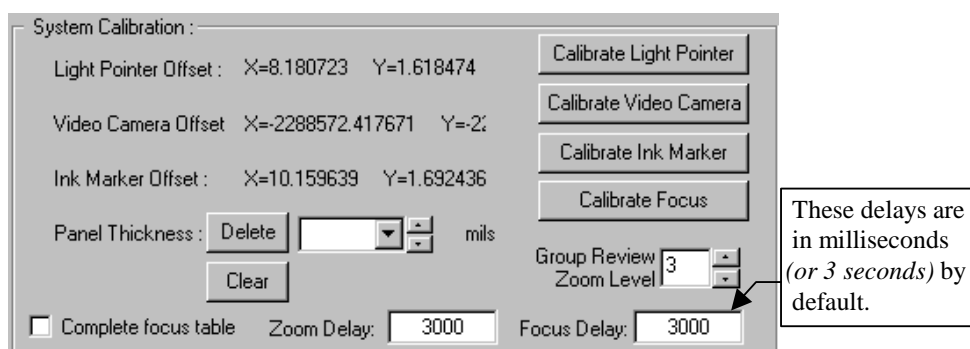 System Calibration :
Light Pointer Offset : X=8.180723 Y=1.618474
Calibrate Light Pointer
Video Camera Offset X=-2288572.417671 Y=-22
Calibrate Video Camera
Ink Marker Offset : X=10.159639 Y=1.692436
Calibrate Ink Marker
Calibrate Focus
Panel Thickness : Delete mils
Clear
Group Review
Zoom Level 3
Complete focus table Zoom Delay: 3000 Focus Delay: 3000
These delays are
in milliseconds
(or 3 seconds) by
default.